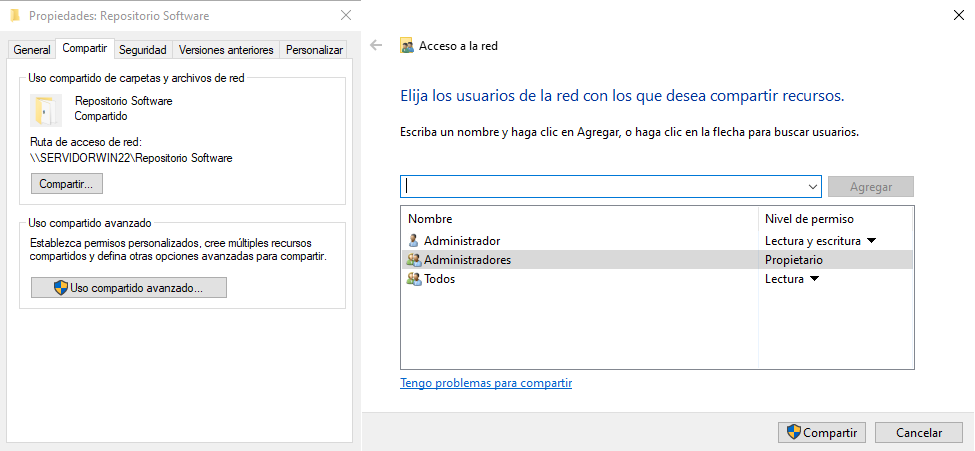 Propiedades: Repositorio Software
General Compartir Seguridad Versiones anteriores Personalizar
Uso compartido de carpetas y archivos de red
Repositorio Software
Compartido
Ruta de acceso de red:
\\SERVIDORWIN22\Repositorio Software
Compartir...
Uso compartido avanzado
Establezca permisos personalizados, cree múltiples recursos
compartidos y defina otras opciones avanzadas para compartir.
Uso compartido avanzado...
Acceso a la red
Elija los usuarios de la red con los que desea compartir recursos.
Escriba un nombre y haga clic en Agregar, o haga clic en la flecha para buscar usuarios.
Agregar
Nombre Nivel de permiso
Administrador Lectura y escritura
Administradores Propietario
Todos Lectura
Tengo problemas para compartir
Compartir Cancelar